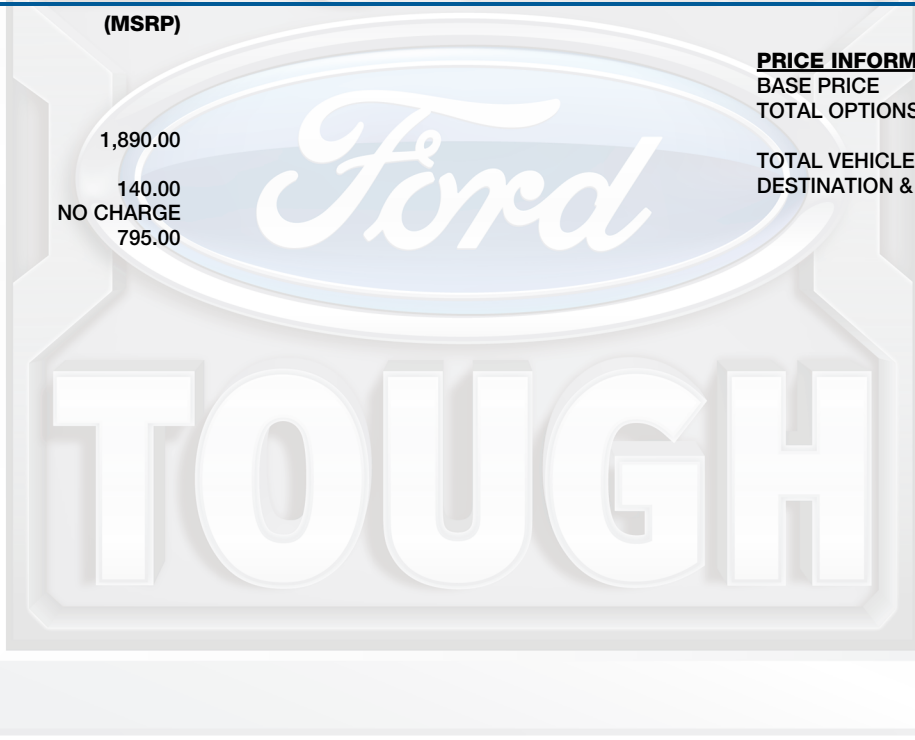 (MSRP)
1,890.00
140.00
NO CHARGE
795.00
PRICE INFORM
BASE PRICE
TOTAL OPTIONS
TOTAL VEHICLE
DESTINATION &
Ford
TOUGH